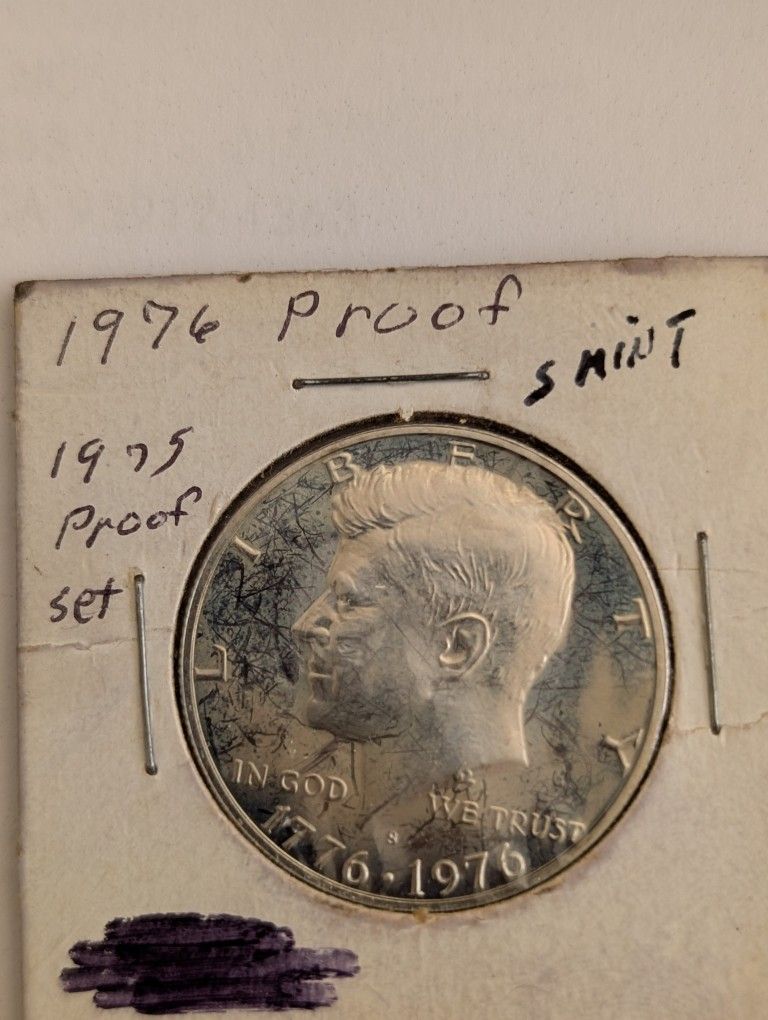 1976 Proof
S MINT
1975
Proof
set
LIBERTY
IN GOD WE TRUST
S
1776·1976